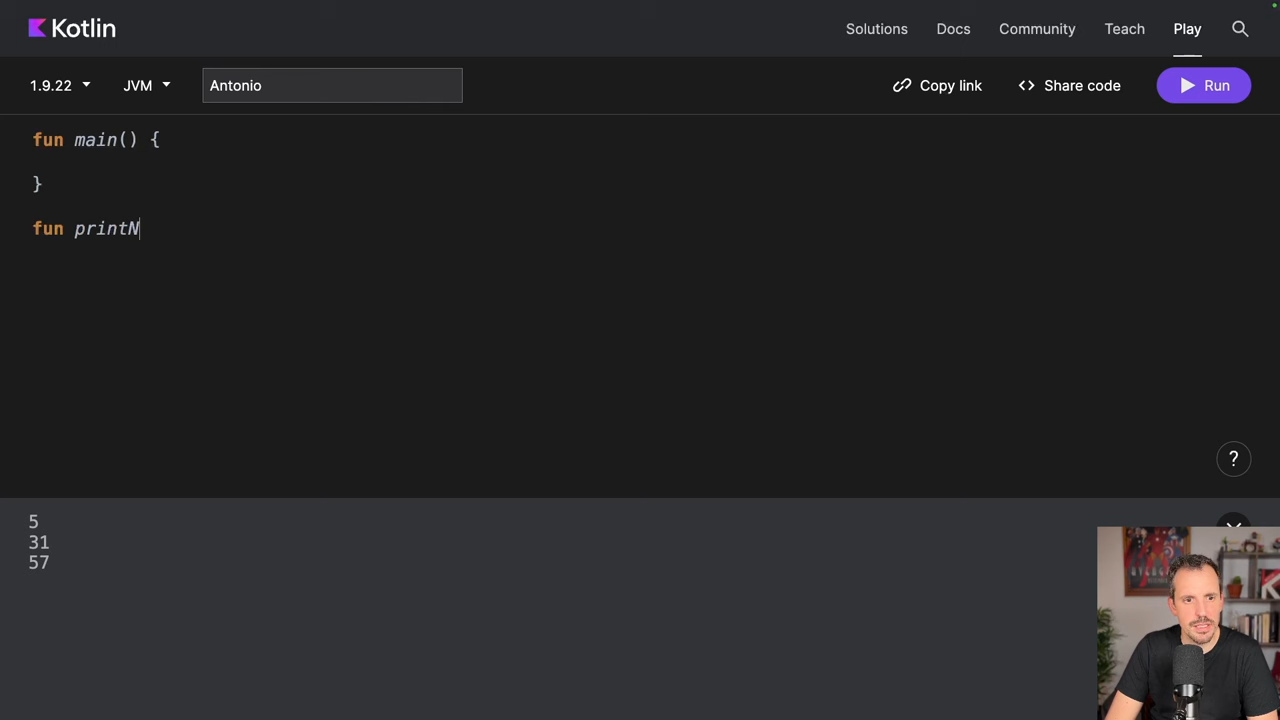 Kotlin
Solutions Docs Community Teach Play
1.9.22 JVM Antonio Copy link Share code Run
fun main() {
}
fun printN
?
5
31
57